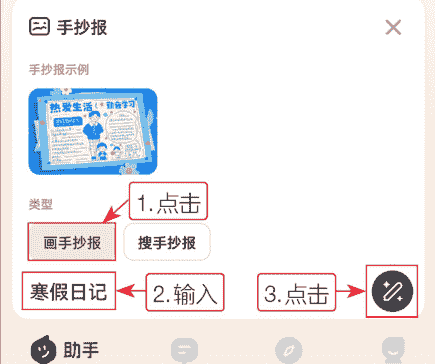 手抄报
手抄报示例
热爱生活 勤奋学习
类型
1.点击
画手抄报
搜手抄报
寒假日记
2.输入
3.点击
助手